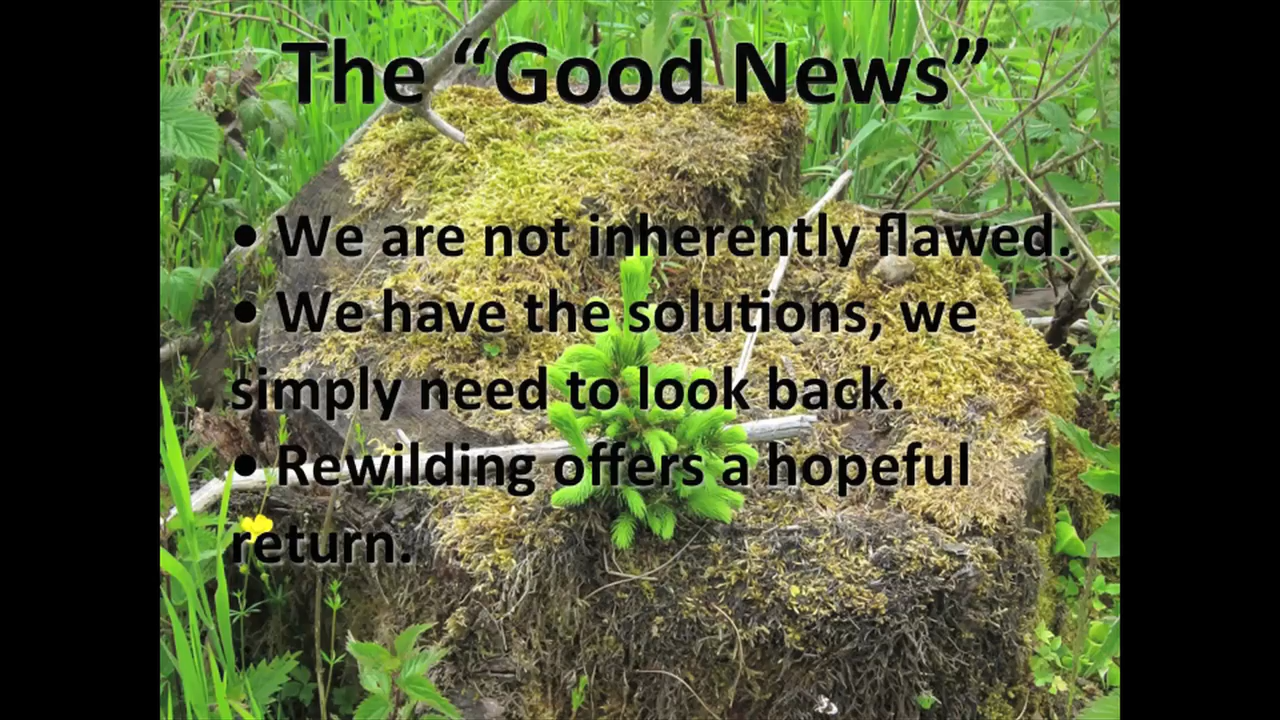 The “Good News”
• We are not inherently flawed.
• We have the solutions, we
simply need to look back.
• Rewilding offers a hopeful
return.